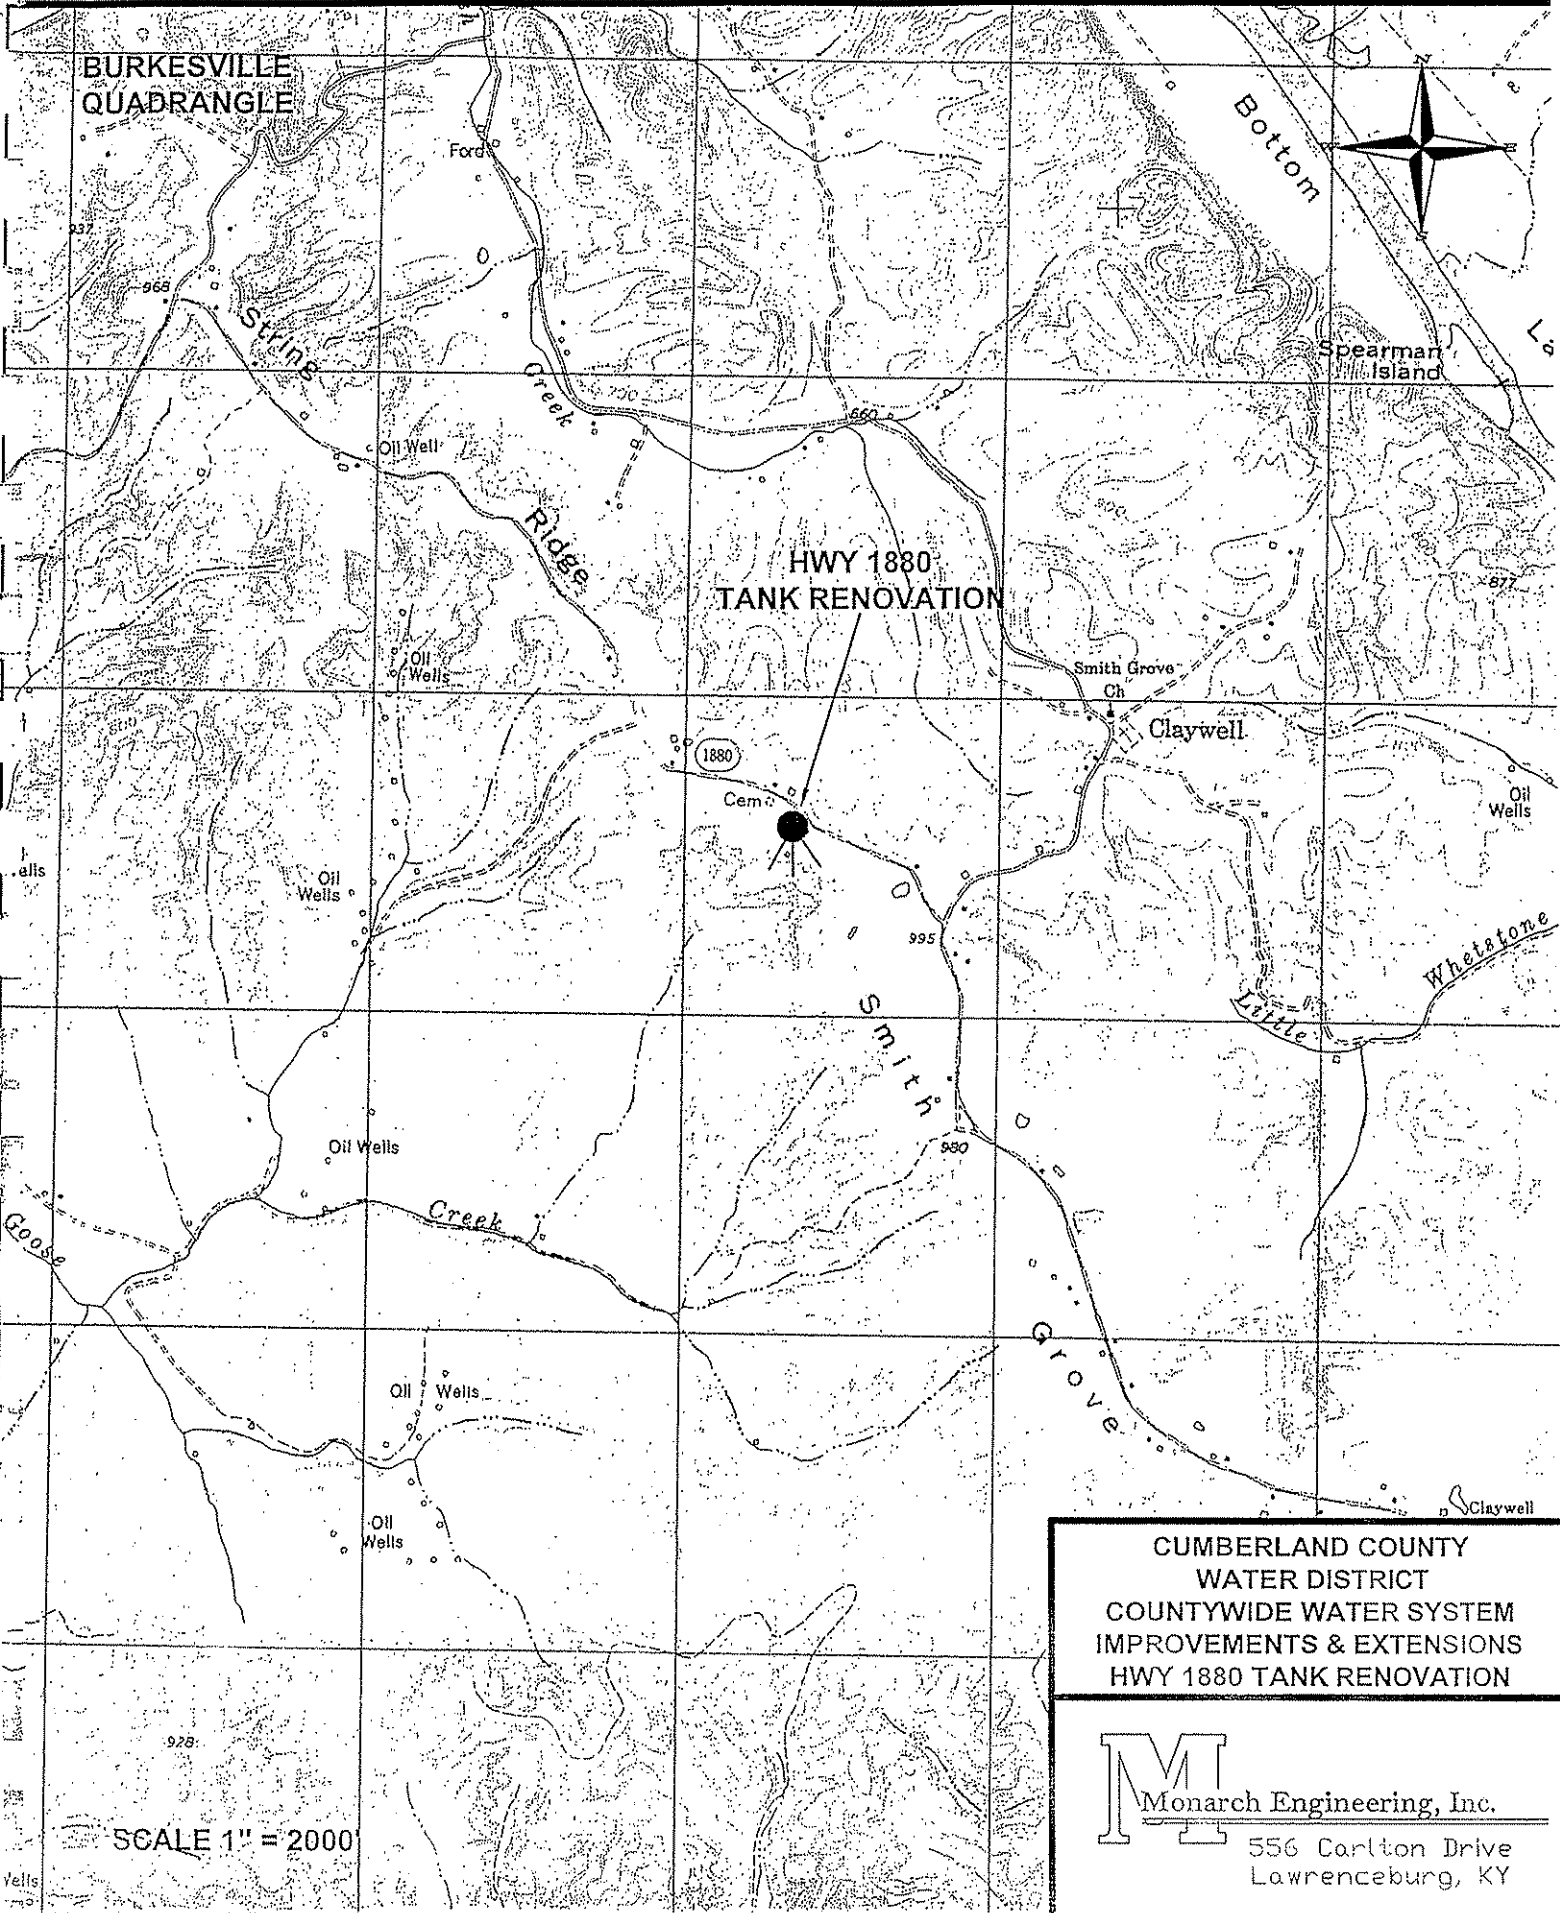 BURKESVILLE
QUADRANGLE
Ford
Bottom
937
968
String
Spearman
Island
Creek
700
660
Oil Well
800
Ridge
HWY 1880
TANK RENOVATION
877
Oil
Wells
Smith Grove
Ch
Claywell
1880
Cem
Oil
Wells
Oil
Wells
995
Whetstone
Little
Smith
Oil Wells
980
Creek
Goose
Grove
Oil Wells
Oil
Wells
Claywell
CUMBERLAND COUNTY
WATER DISTRICT
COUNTYWIDE WATER SYSTEM
IMPROVEMENTS & EXTENSIONS
HWY 1880 TANK RENOVATION
928
M
Monarch Engineering, Inc.
SCALE 1" = 2000'
556 Carlton Drive
Lawrenceburg, KY